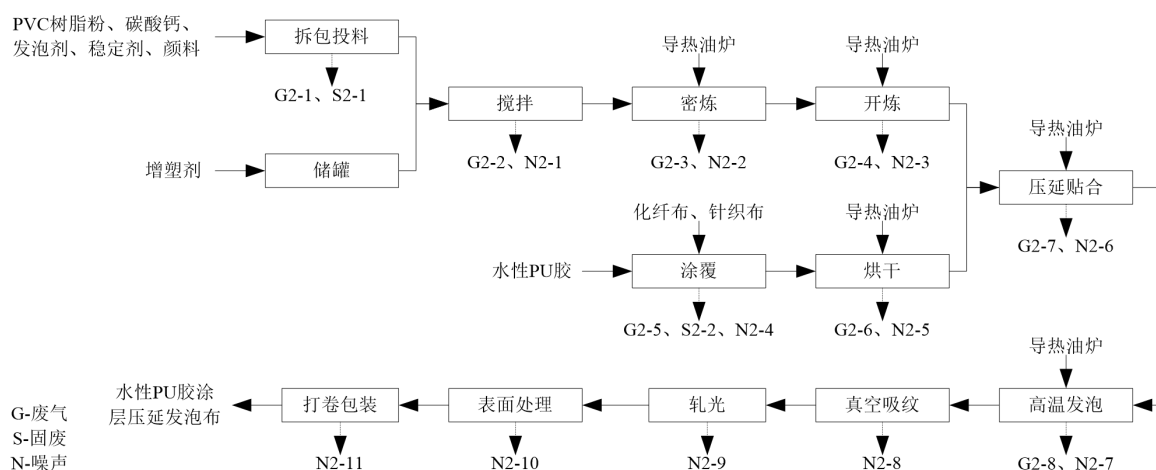 PVC树脂粉、碳酸钙、
发泡剂、稳定剂、颜料
拆包投料
G2-1、S2-1
增塑剂
储罐
搅拌
G2-2、N2-1
导热油炉
密炼
G2-3、N2-2
导热油炉
开炼
G2-4、N2-3
水性PU胶
化纤布、针织布
涂覆
G2-5、S2-2、N2-4
导热油炉
烘干
G2-6、N2-5
导热油炉
压延贴合
G2-7、N2-6
导热油炉
高温发泡
G2-8、N2-7
真空吸纹
N2-8
轧光
N2-9
表面处理
N2-10
打卷包装
N2-11
水性PU胶涂
层压延发泡布
G-废气
S-固废
N-噪声